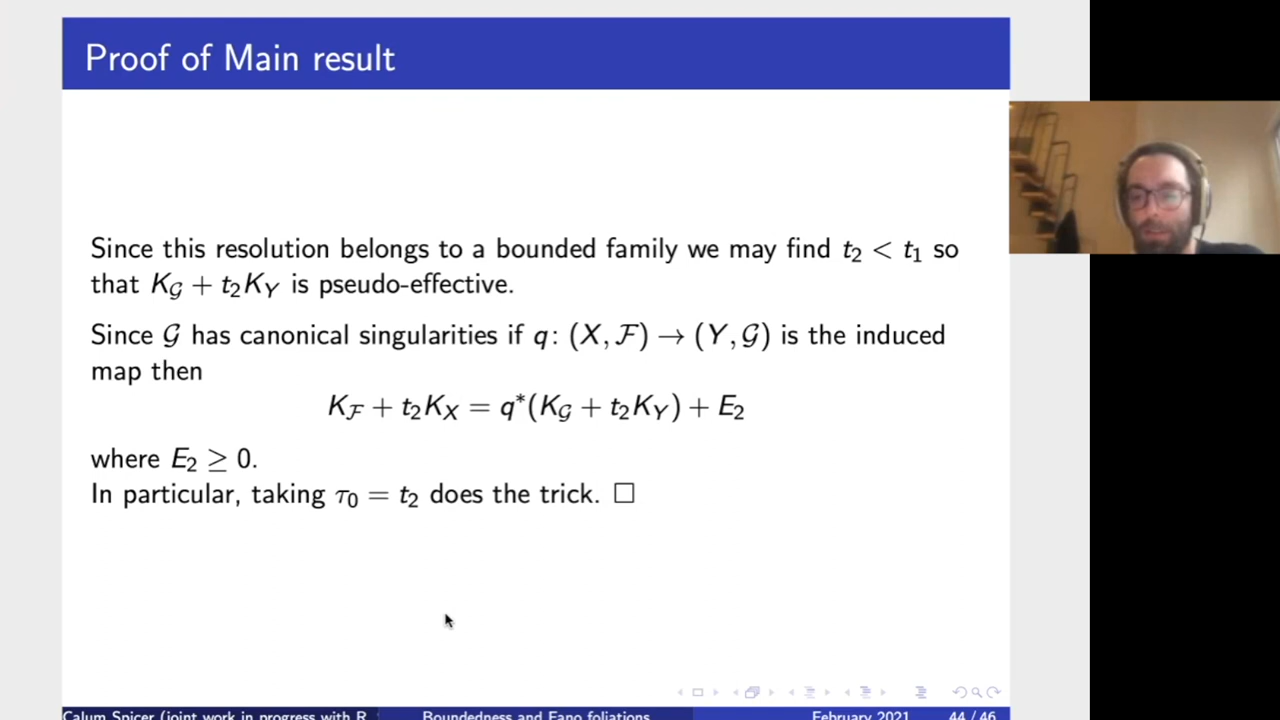 Proof of Main result
Since this resolution belongs to a bounded family we may find t₂ < t₁ so
that K_𝒢 + t₂K_Y is pseudo-effective.
Since 𝒢 has canonical singularities if q: (X, ℱ) → (Y, 𝒢) is the induced
map then
K_ℱ + t₂K_X = q*(K_𝒢 + t₂K_Y) + E₂
where E₂ ≥ 0.
In particular, taking τ₀ = t₂ does the trick. □
Calum Spicer (joint work in progress with R. Boundedness and Fano foliations February 2021 44 / 46